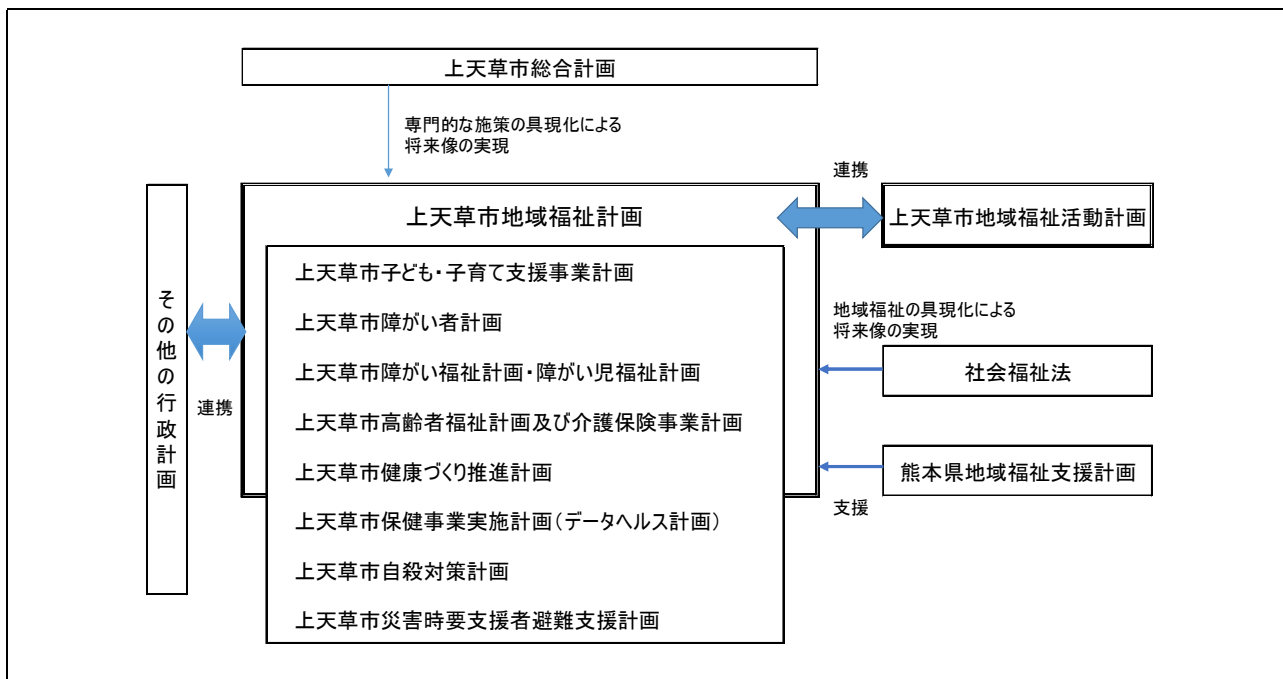 上天草市総合計画
専門的な施策の具現化による
将来像の実現
連携
上天草市地域福祉計画
上天草市地域福祉活動計画
上天草市子ども・子育て支援事業計画
上天草市障がい者計画
上天草市障がい福祉計画・障がい児福祉計画
上天草市高齢者福祉計画及び介護保険事業計画
上天草市健康づくり推進計画
上天草市保健事業実施計画（データヘルス計画）
上天草市自殺対策計画
上天草市災害時要支援者避難支援計画
その他の行政計画
連携
地域福祉の具現化による
将来像の実現
社会福祉法
熊本県地域福祉支援計画
支援